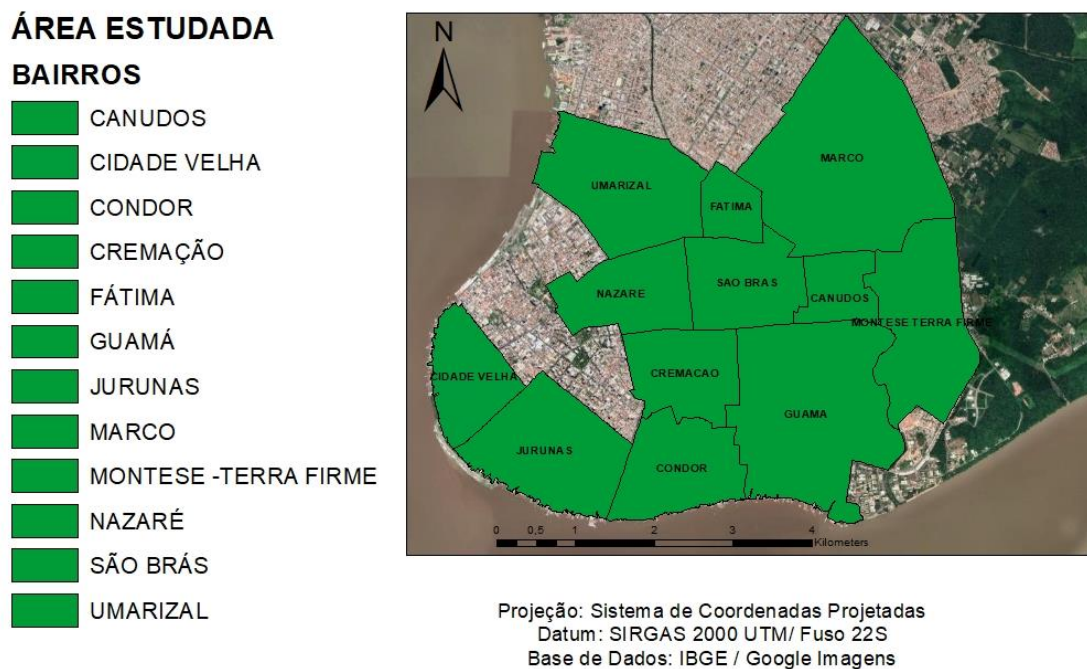 ÁREA ESTUDADA
BAIRROS
CANUDOS
CIDADE VELHA
CONDOR
CREMAÇÃO
FÁTIMA
GUAMÁ
JURUNAS
MARCO
MONTESE -TERRA FIRME
NAZARÉ
SÃO BRÁS
UMARIZAL
N
MARCO
UMARIZAL
FATIMA
SAO BRAS
NAZARE
CANUDOS
MONTESE TERRA FIRME
CIDADE VELHA
CREMACAO
GUAMA
JURUNAS
CONDOR
0 0,5 1 2 3 4
Kilometers
Projeção: Sistema de Coordenadas Projetadas
Datum: SIRGAS 2000 UTM/ Fuso 22S
Base de Dados: IBGE / Google Imagens